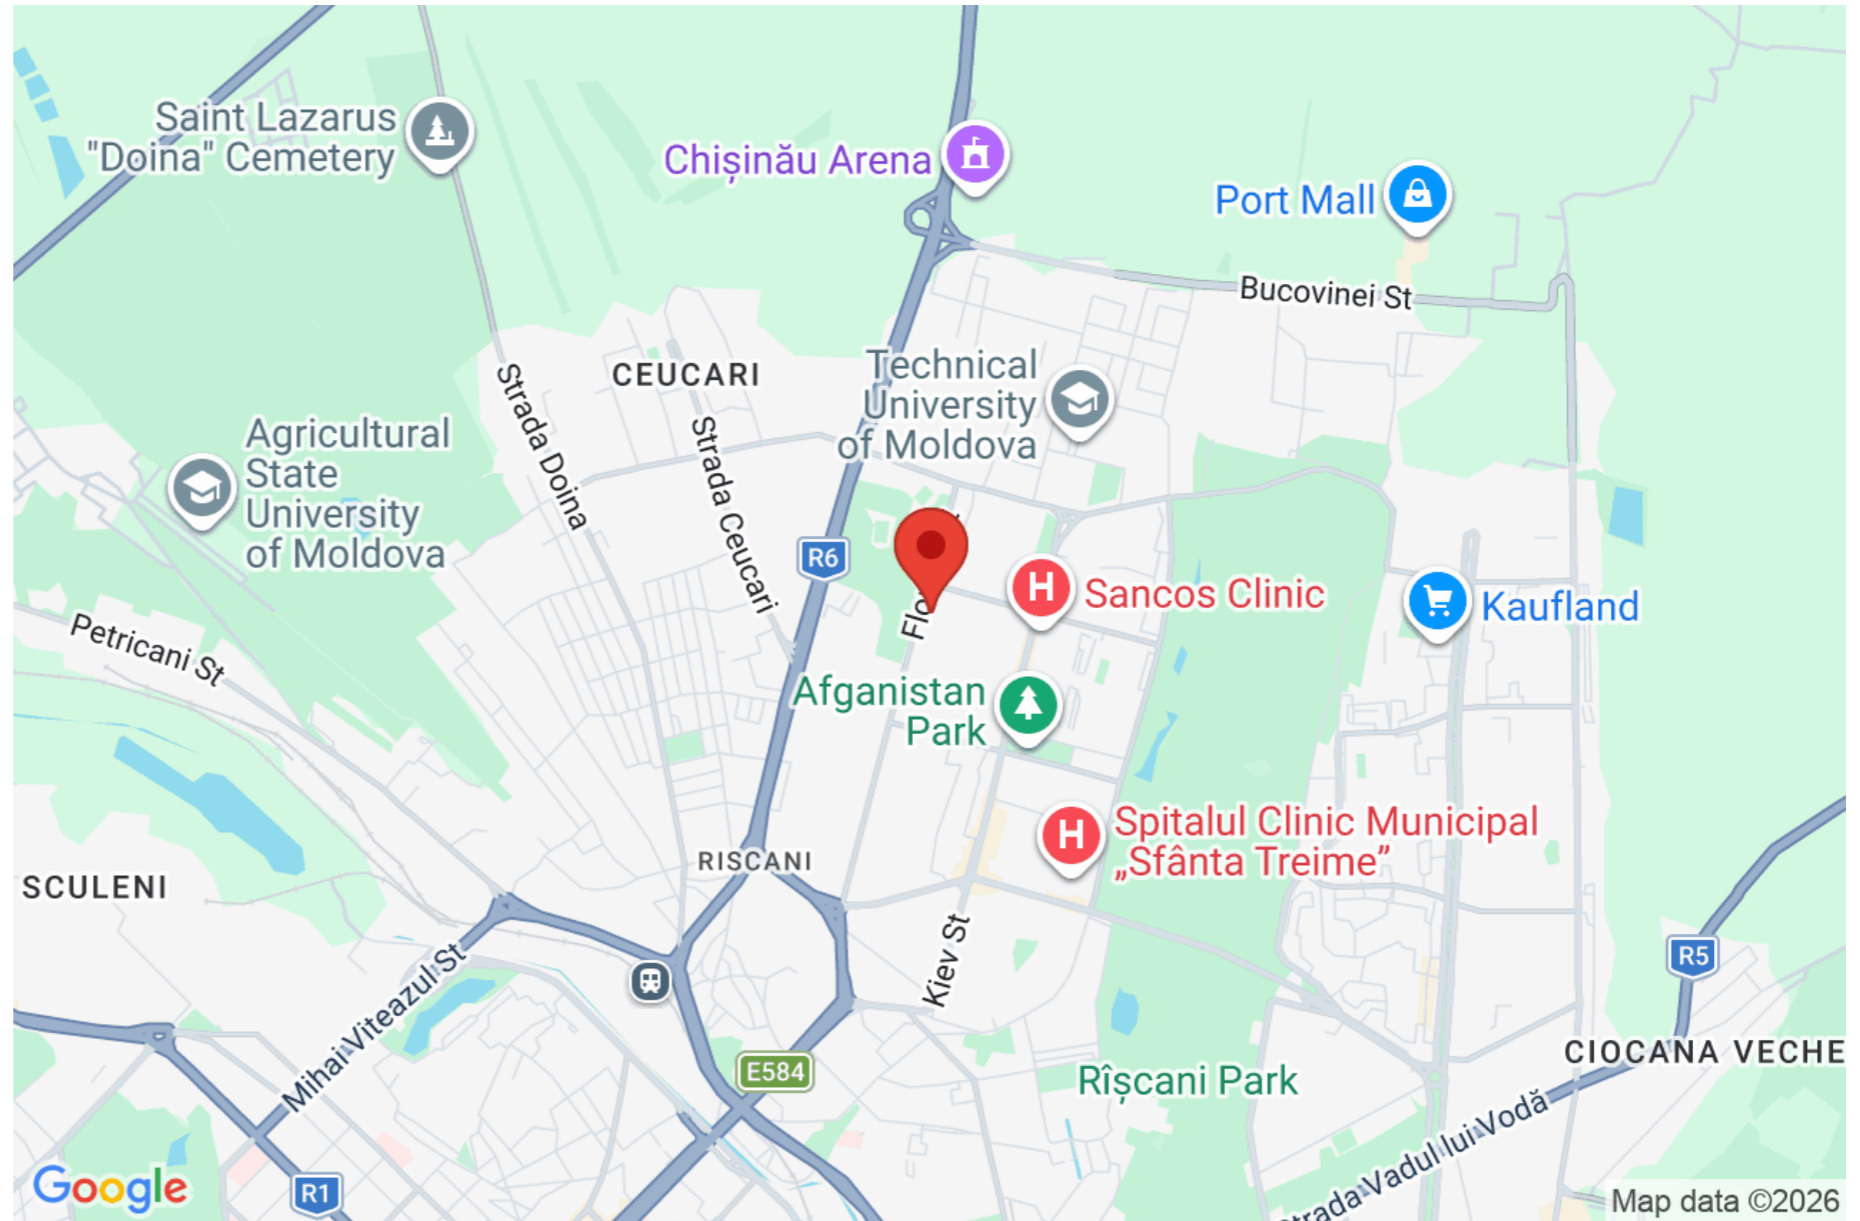 Saint Lazarus
"Doina" Cemetery
Chișinău Arena
Port Mall
Bucovinei St
CEUCARI
Technical
University
of Moldova
Strada Doina
Strada Ceucari
Agricultural
State
University
of Moldova
R6
H
Sancos Clinic
Kaufland
Petricani St
Afganistan
Park
H
Spitalul Clinic Municipal
„Sfânta Treime”
RISCANI
SCULENI
Mihai Viteazul St
Kiev St
R5
CIOCANA VECHE
E584
Rîșcani Park
Strada Vadul lui Vodă
R1
Google
Map data ©2026